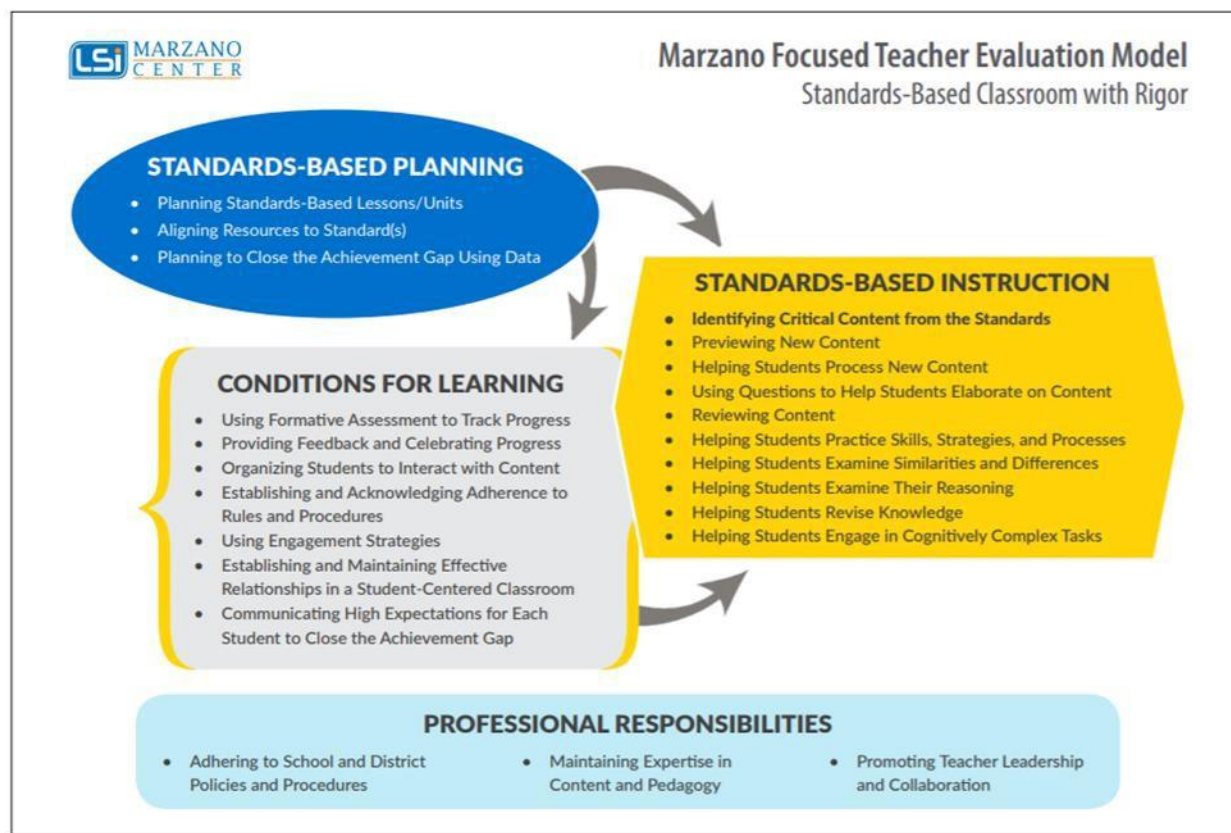 LSi MARZANO
CENTER
Marzano Focused Teacher Evaluation Model
Standards-Based Classroom with Rigor
STANDARDS-BASED PLANNING
• Planning Standards-Based Lessons/Units
• Aligning Resources to Standard(s)
• Planning to Close the Achievement Gap Using Data
STANDARDS-BASED INSTRUCTION
• Identifying Critical Content from the Standards
• Previewing New Content
• Helping Students Process New Content
• Using Questions to Help Students Elaborate on Content
• Reviewing Content
• Helping Students Practice Skills, Strategies, and Processes
• Helping Students Examine Similarities and Differences
• Helping Students Examine Their Reasoning
• Helping Students Revise Knowledge
• Helping Students Engage in Cognitively Complex Tasks
CONDITIONS FOR LEARNING
• Using Formative Assessment to Track Progress
• Providing Feedback and Celebrating Progress
• Organizing Students to Interact with Content
• Establishing and Acknowledging Adherence to
Rules and Procedures
• Using Engagement Strategies
• Establishing and Maintaining Effective
Relationships in a Student-Centered Classroom
• Communicating High Expectations for Each
Student to Close the Achievement Gap
PROFESSIONAL RESPONSIBILITIES
• Adhering to School and District
Policies and Procedures
• Maintaining Expertise in
Content and Pedagogy
• Promoting Teacher Leadership
and Collaboration